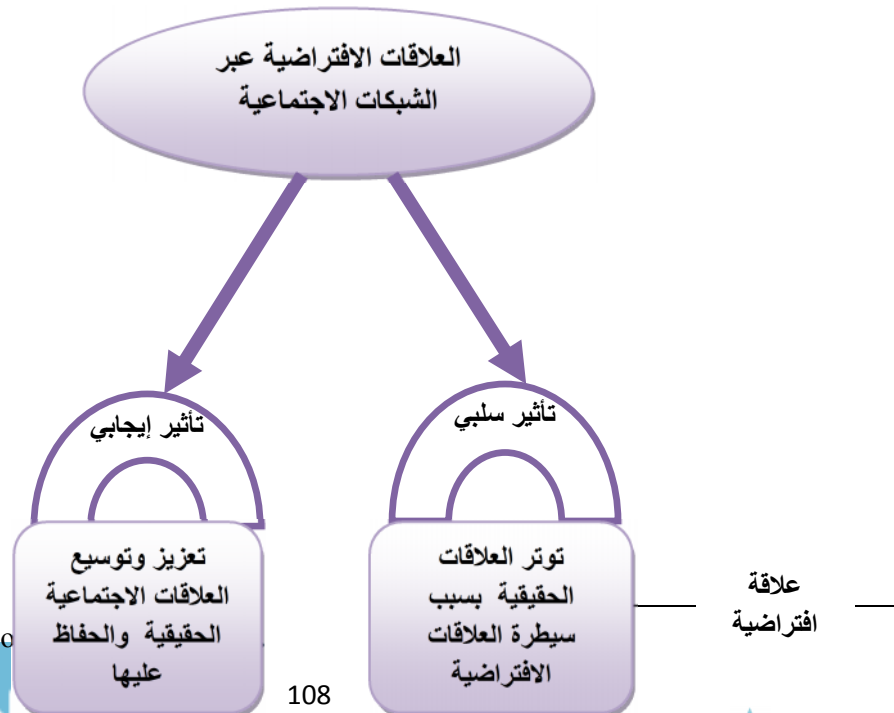 العلاقات الافتراضية عبر
الشبكات الاجتماعية
تأثير سلبي
تأثير إيجابي
توتر العلاقات
الحقيقية بسبب
سيطرة العلاقات
الافتراضية
تعزيز وتوسيع
العلاقات الاجتماعية
الحقيقية والحفاظ
عليها
علاقة
افتراضية
108